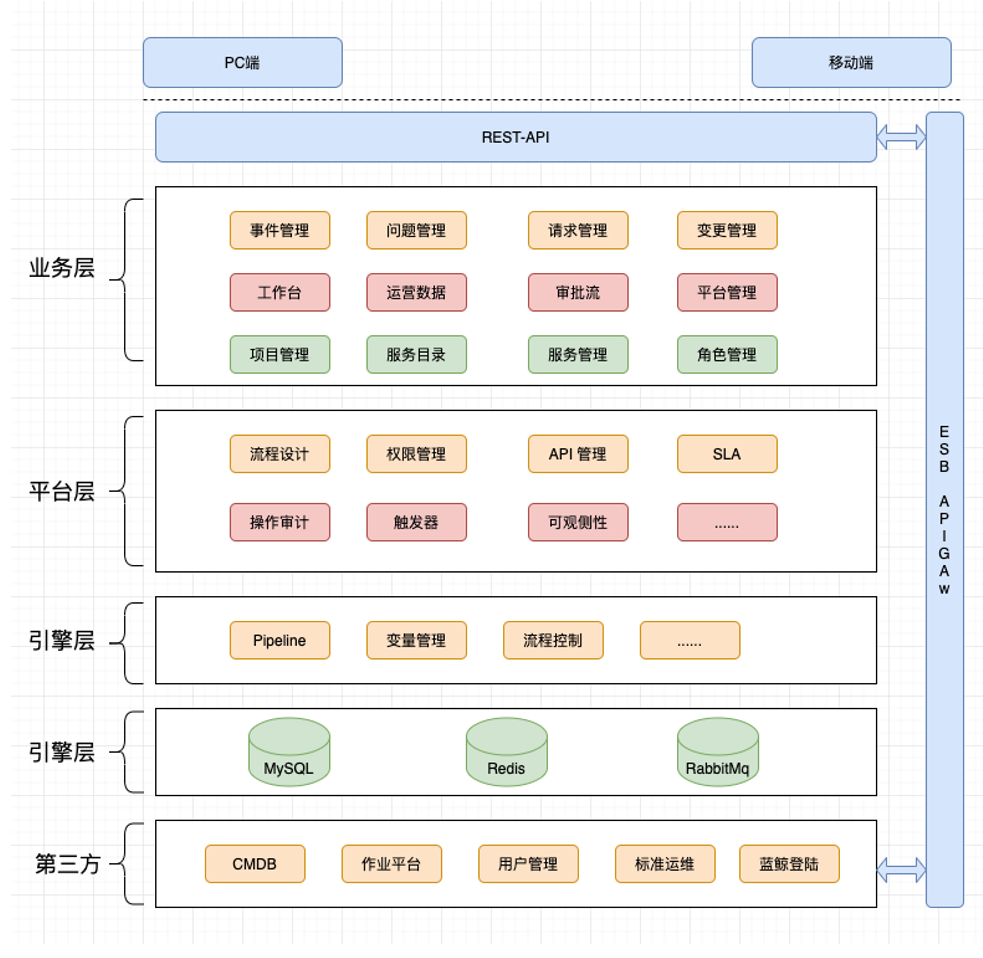 PC端
移动端
REST-API
业务层
事件管理
问题管理
请求管理
变更管理
工作台
运营数据
审批流
平台管理
项目管理
服务目录
服务管理
角色管理
平台层
流程设计
权限管理
API 管理
SLA
操作审计
触发器
可观侧性
......
引擎层
Pipeline
变量管理
流程控制
......
引擎层
MySQL
Redis
RabbitMq
第三方
CMDB
作业平台
用户管理
标准运维
蓝鲸登陆
ESB APIGAw